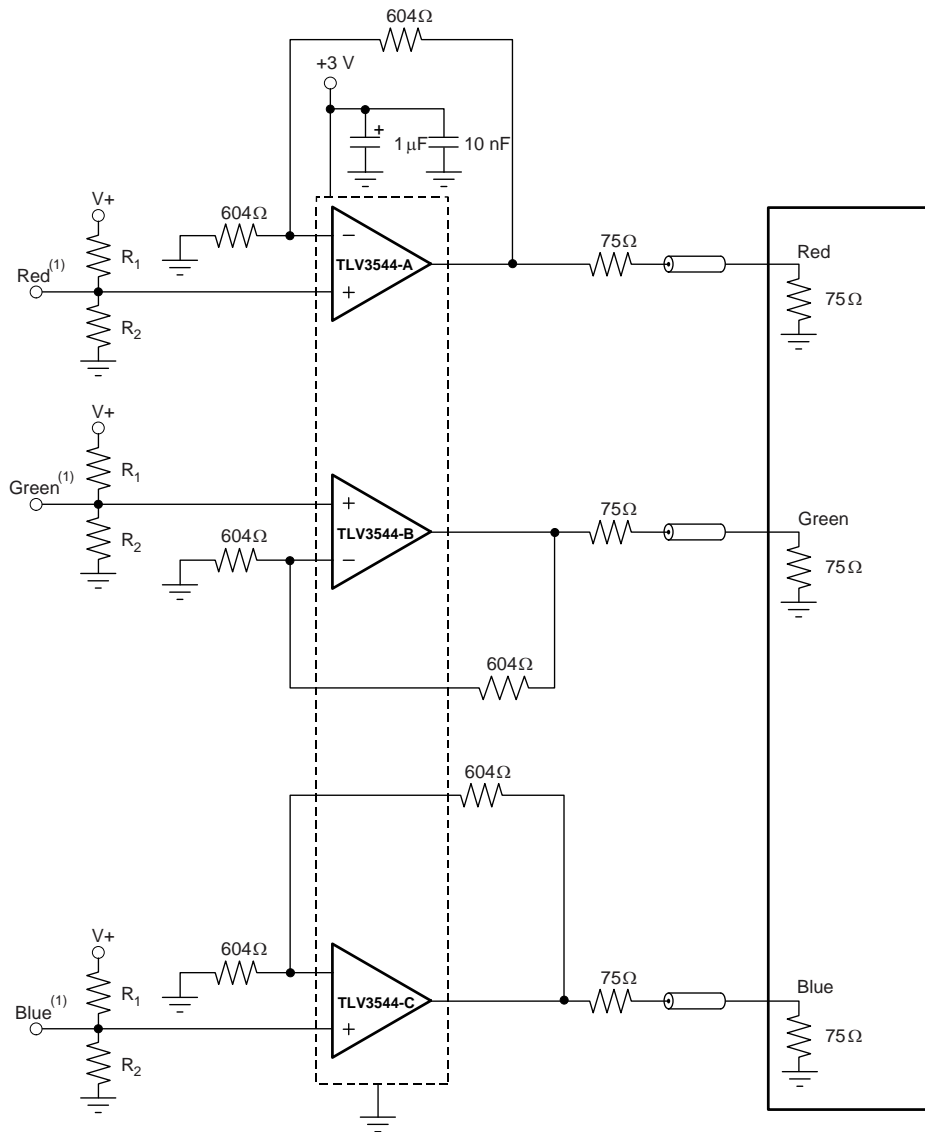 604Ω
+3 V
+
1 µF
10 nF
V+
604Ω
R1
−
TLV3544-A
75Ω
Red
Red(1)
+
75Ω
R2
V+
R1
Green(1)
+
75Ω
Green
R2
604Ω
TLV3544-B
−
75Ω
604Ω
604Ω
V+
604Ω
R1
TLV3544-C
75Ω
Blue
Blue(1)
+
75Ω
R2